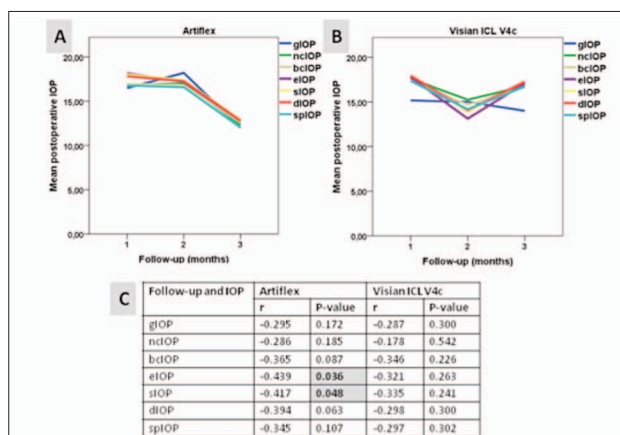 A
Artiflex
Mean postoperative IOP
20,00
15,00
10,00
5,00
0,00
1 2 3
Follow-up (months)
gIOP
ncIOP
bcIOP
eIOP
sIOP
dIOP
spIOP
B
Visian ICL V4c
Mean postoperative IOP
20,00
15,00
10,00
5,00
0,00
1 2 3
Follow-up (months)
gIOP
ncIOP
bcIOP
eIOP
sIOP
dIOP
spIOP
C
Follow-up and IOP Artiflex Visian ICL V4c
r P-value r P-value
gIOP -0.295 0.172 -0.287 0.300
ncIOP -0.286 0.185 -0.178 0.542
bcIOP -0.365 0.087 -0.346 0.226
eIOP -0.439 0.036 -0.321 0.263
sIOP -0.417 0.048 -0.335 0.241
dIOP -0.394 0.063 -0.298 0.300
spIOP -0.345 0.107 -0.297 0.302